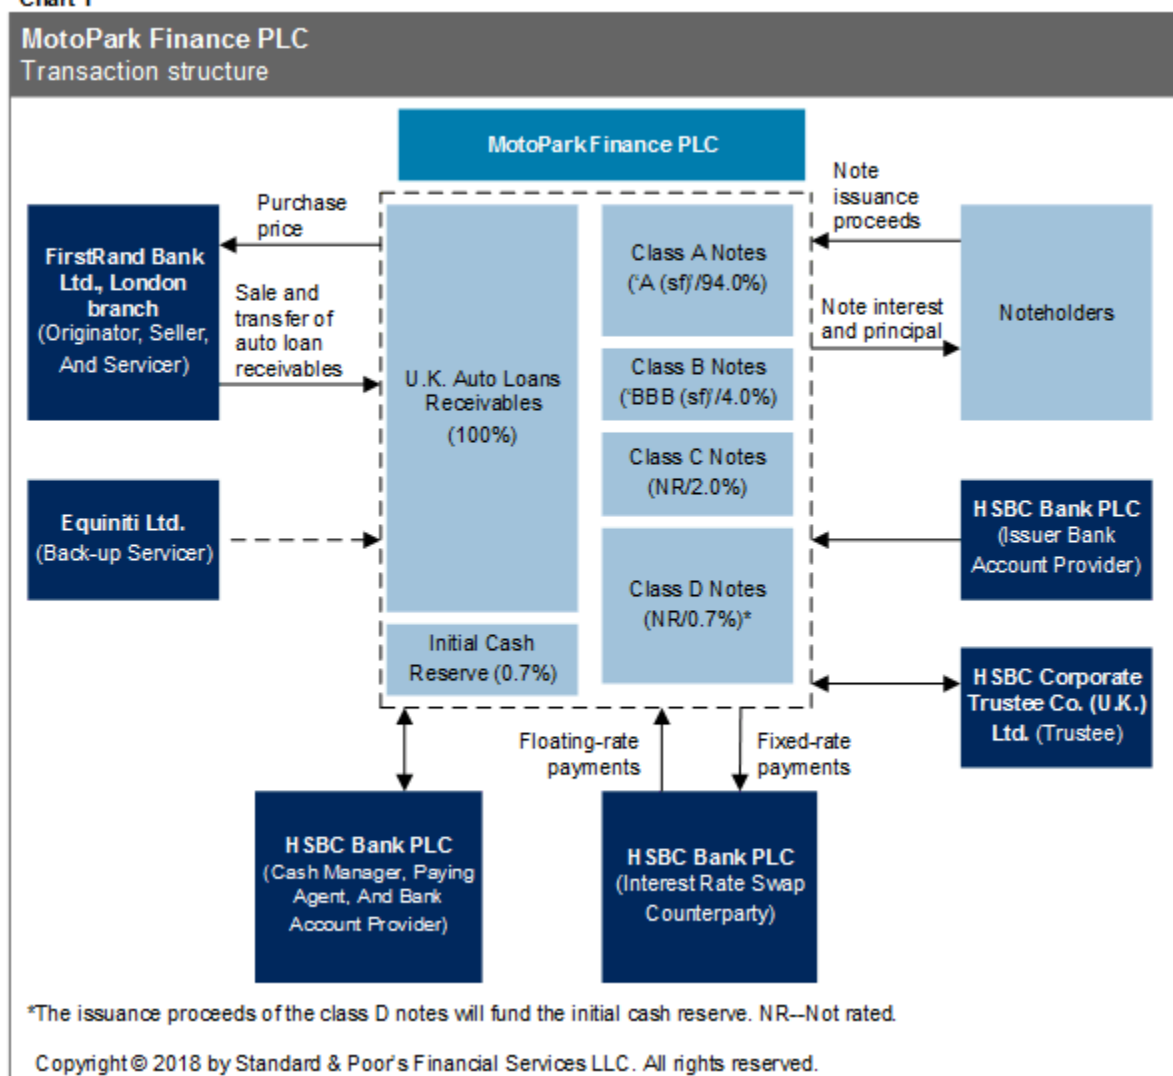 Chart 1
MotoPark Finance PLC
Transaction structure
MotoPark Finance PLC
Purchase
price
FirstRand Bank
Ltd., London
branch
(Originator, Seller,
And Servicer)
Sale and
transfer of
auto loan
receivables
Equiniti Ltd.
(Back-up Servicer)
U.K. Auto Loans
Receivables
(100%)
Initial Cash
Reserve (0.7%)
Class A Notes
('A (sf)'/94.0%)
Class B Notes
('BBB (sf)'/4.0%)
Class C Notes
(NR/2.0%)
Class D Notes
(NR/0.7%)*
Note
issuance
proceeds
Note interest
and principal
Noteholders
HSBC Bank PLC
(Issuer Bank
Account Provider)
HSBC Corporate
Trustee Co. (U.K.)
Ltd. (Trustee)
Floating-rate
payments
Fixed-rate
payments
HSBC Bank PLC
(Cash Manager, Paying
Agent, And Bank
Account Provider)
HSBC Bank PLC
(Interest Rate Swap
Counterparty)
*The issuance proceeds of the class D notes will fund the initial cash reserve. NR--Not rated.
Copyright © 2018 by Standard & Poor's Financial Services LLC. All rights reserved.